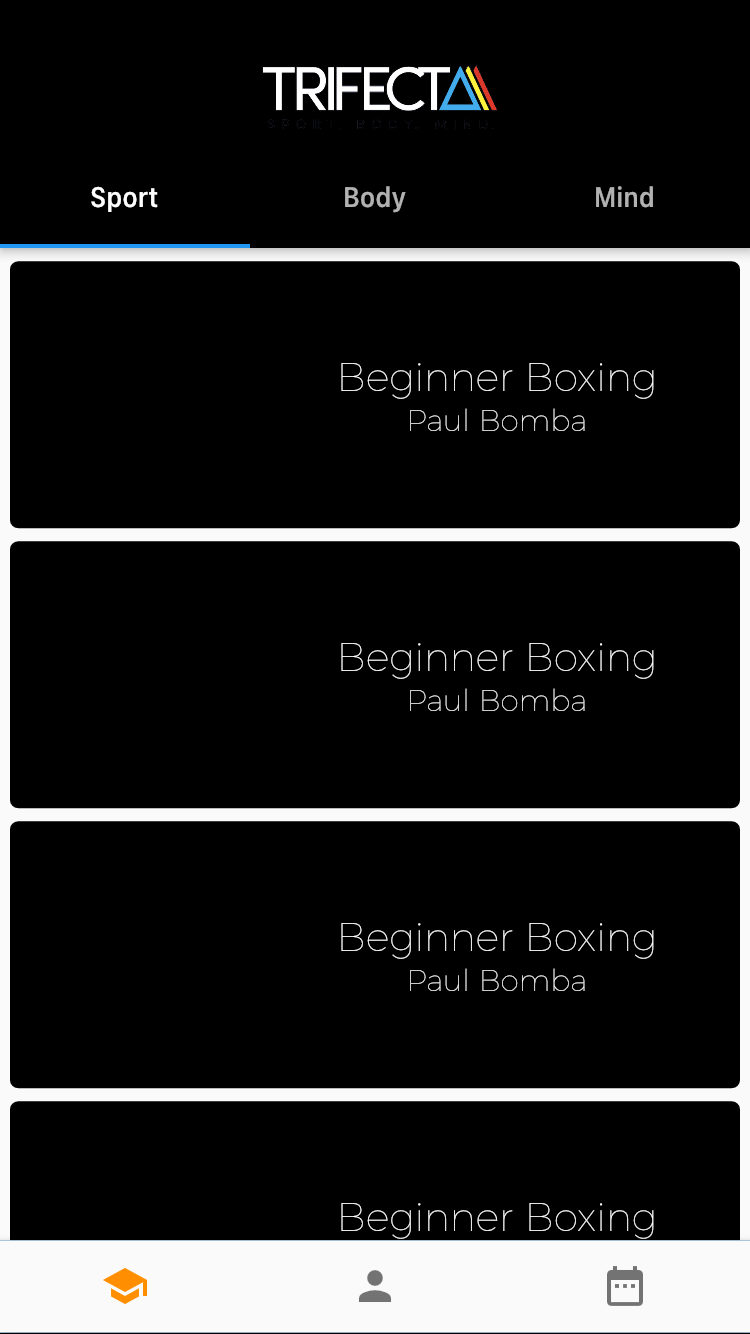 TRIFECTA
SPORT. BODY. MIND.
Sport
Body
Mind
Beginner Boxing
Paul Bomba
Beginner Boxing
Paul Bomba
Beginner Boxing
Paul Bomba
Beginner Boxing